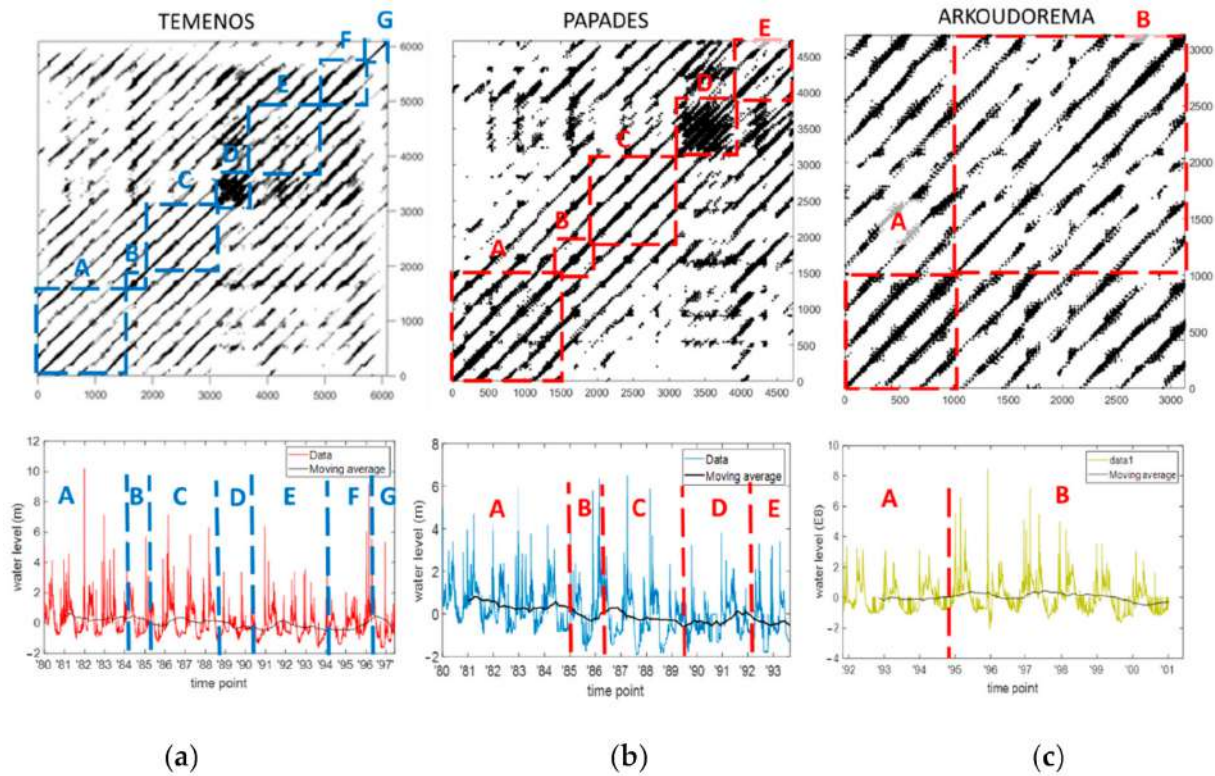 TEMENOS
PAPADES
ARKOUDOREMA
G
F
E
D
C
B
A
6000
5000
4000
3000
2000
1000
0
0 1000 2000 3000 4000 5000 6000
E
D
C
B
A
4500
4000
3500
3000
2500
2000
1500
1000
500
0
0 500 1000 1500 2000 2500 3000 3500 4000 4500
B
A
3000
2500
2000
1500
1000
500
0
0 500 1000 1500 2000 2500 3000
12
10
8
6
4
2
0
-2
water level (m)
Data
Moving average
A B C D E F G
'80 '81 '82 '83 '84 '85 '86 '87 '88 '89 '90 '91 '92 '93 '94 '95 '96 '97
time point
8
6
4
2
0
-2
water level (m)
Data
Moving average
A B C D E
'80 '81 '82 '83 '84 '85 '86 '87 '88 '89 '90 '91 '92 '93
time point
10
8
6
4
2
0
-2
-4
water level (E8)
data1
Moving average
A B
'92 '93 '94 '95 '96 '97 '98 '99 '00 '01
time point
(a)
(b)
(c)